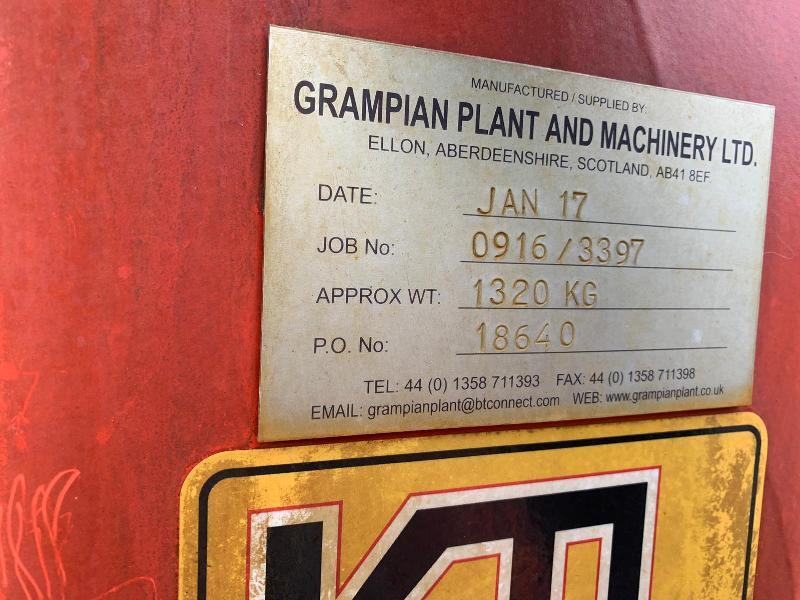 MANUFACTURED / SUPPLIED BY:
GRAMPIAN PLANT AND MACHINERY LTD.
ELLON, ABERDEENSHIRE, SCOTLAND, AB41 8EF.
DATE: JAN 17
JOB No: 0916/3397
APPROX WT: 1320 KG
P.O. No: 18640
TEL: 44 (0) 1358 711393 FAX: 44 (0) 1358 711398
EMAIL: grampianplant@btconnect.com WEB: www.grampianplant.co.uk